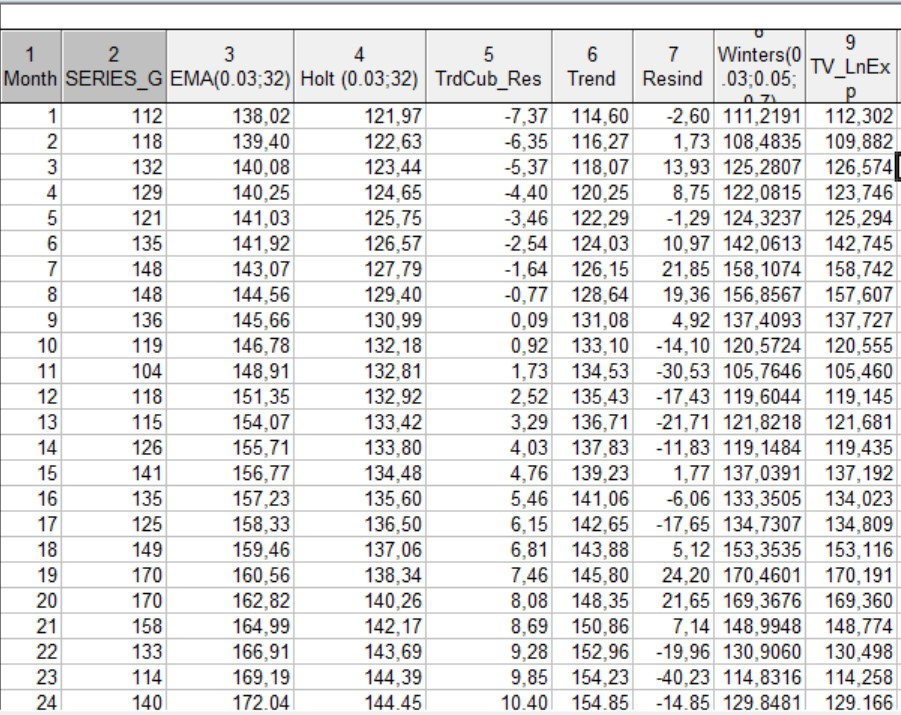 1 2 3 4 5 6 7 Winters(0 9
Month SERIES_G EMA(0.03;32) Holt (0.03;32) TrdCub_Res Trend Resind .03;0.05; TV_LnEx
0.7) p
1 112 138,02 121,97 -7,37 114,60 -2,60 111,2191 112,302
2 118 139,40 122,63 -6,35 116,27 1,73 108,4835 109,882
3 132 140,08 123,44 -5,37 118,07 13,93 125,2807 126,574
4 129 140,25 124,65 -4,40 120,25 8,75 122,0815 123,746
5 121 141,03 125,75 -3,46 122,29 -1,29 124,3237 125,294
6 135 141,92 126,57 -2,54 124,03 10,97 142,0613 142,745
7 148 143,07 127,79 -1,64 126,15 21,85 158,1074 158,742
8 148 144,56 129,40 -0,77 128,64 19,36 156,8567 157,607
9 136 145,66 130,99 0,09 131,08 4,92 137,4093 137,727
10 119 146,78 132,18 0,92 133,10 -14,10 120,5724 120,555
11 104 148,91 132,81 1,73 134,53 -30,53 105,7646 105,460
12 118 151,35 132,92 2,52 135,43 -17,43 119,6044 119,145
13 115 154,07 133,42 3,29 136,71 -21,71 121,8218 121,681
14 126 155,71 133,80 4,03 137,83 -11,83 119,1484 119,435
15 141 156,77 134,48 4,76 139,23 1,77 137,0391 137,192
16 135 157,23 135,60 5,46 141,06 -6,06 133,3505 134,023
17 125 158,33 136,50 6,15 142,65 -17,65 134,7307 134,809
18 149 159,46 137,06 6,81 143,88 5,12 153,3535 153,116
19 170 160,56 138,34 7,46 145,80 24,20 170,4601 170,191
20 170 162,82 140,26 8,08 148,35 21,65 169,3676 169,360
21 158 164,99 142,17 8,69 150,86 7,14 148,9948 148,774
22 133 166,91 143,69 9,28 152,96 -19,96 130,9060 130,498
23 114 169,19 144,39 9,85 154,23 -40,23 114,8316 114,258
24 140 172,04 144,45 10,40 154,85 -14,85 129,8481 129,166